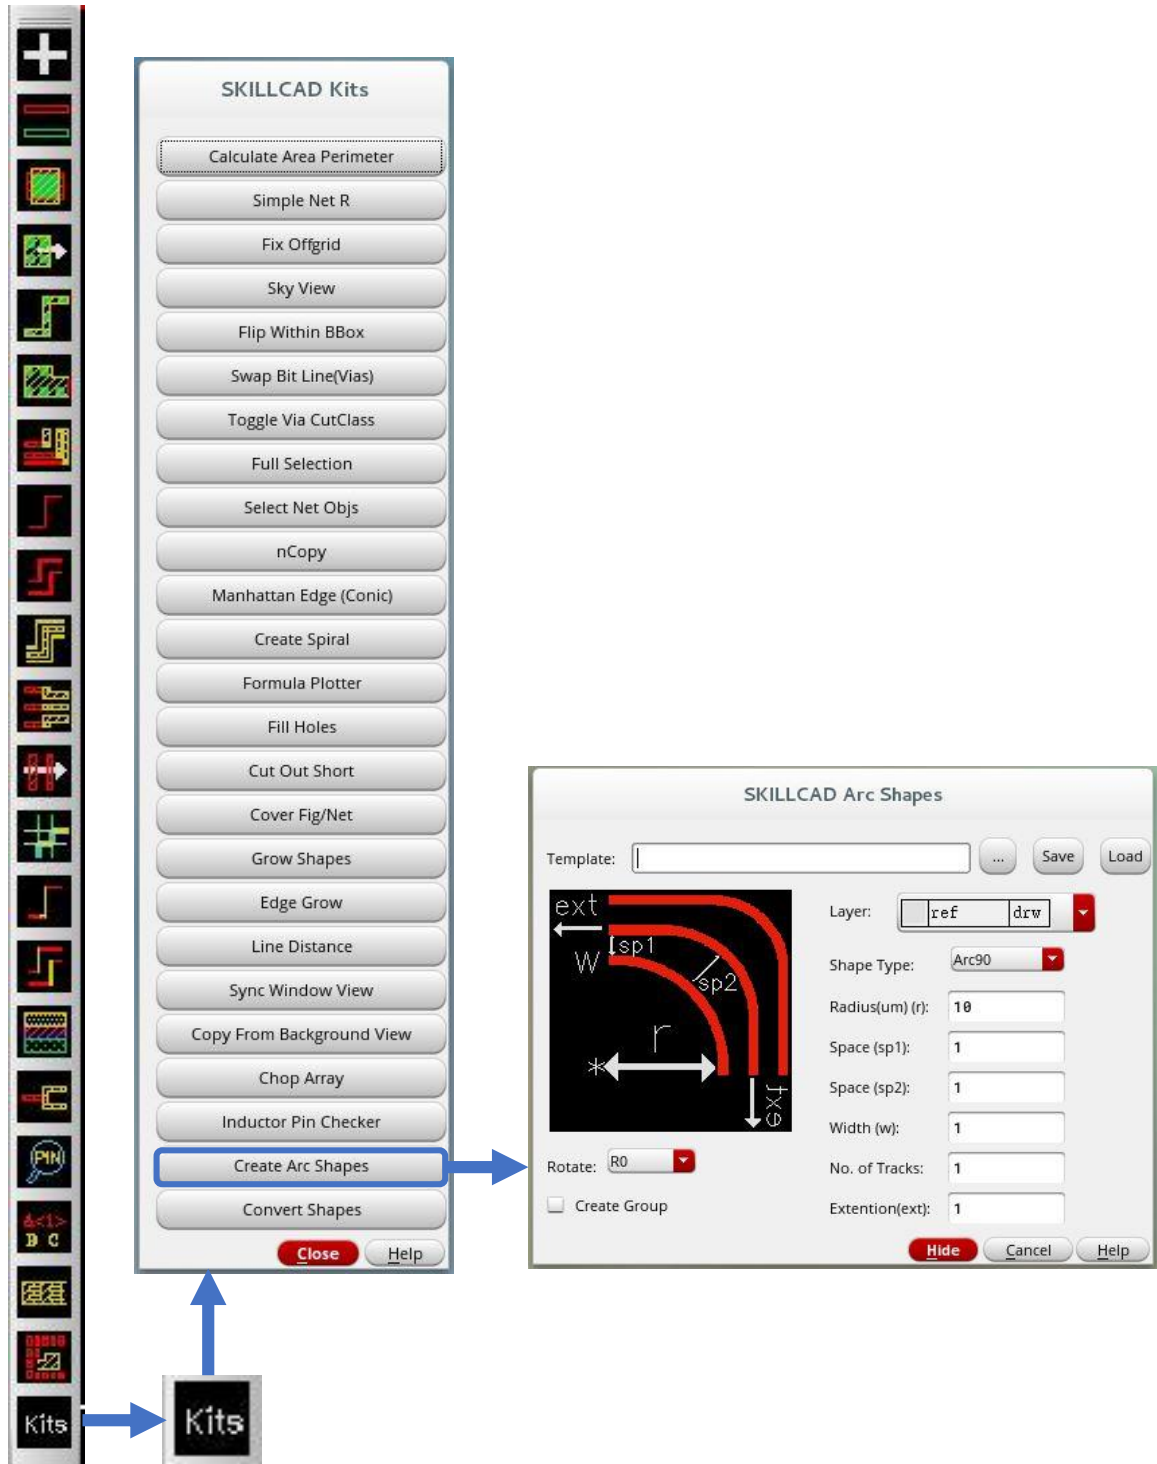 SKILLCAD Kits
Calculate Area Perimeter
Simple Net R
Fix Offgrid
Sky View
Flip Within BBox
Swap Bit Line(Vias)
Toggle Via CutClass
Full Selection
Select Net Objs
nCopy
Manhattan Edge (Conic)
Create Spiral
Formula Plotter
Fill Holes
Cut Out Short
Cover Fig/Net
Grow Shapes
Edge Grow
Line Distance
Sync Window View
Copy From Background View
Chop Array
Inductor Pin Checker
Create Arc Shapes
Convert Shapes
Close Help
SKILLCAD Arc Shapes
Template: ... Save Load
ext
sp1
W
sp2
r
*
ext
Layer: ref drw
Shape Type: Arc90
Radius(um) (r): 10
Space (sp1): 1
Space (sp2): 1
Width (w): 1
No. of Tracks: 1
Extention(ext): 1
Rotate: R0
Create Group
Hide Cancel Help
PIN
&<1>
B C
Kits
Kits